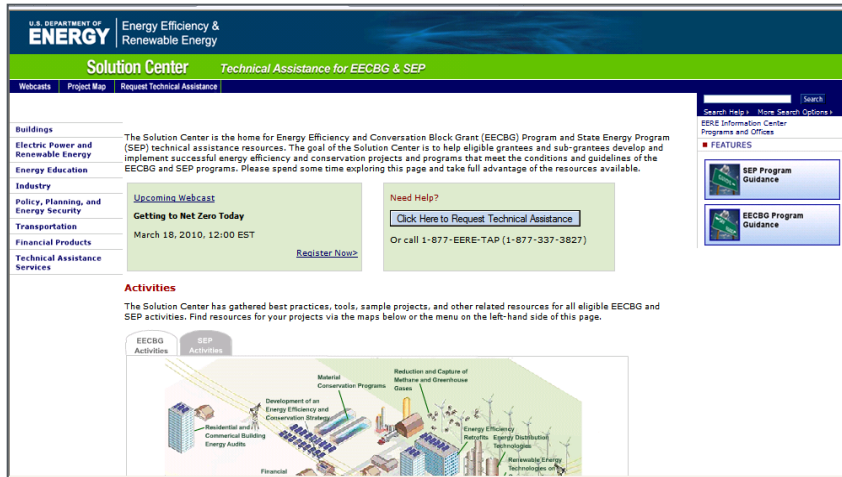 U.S. DEPARTMENT OF
ENERGY
Energy Efficiency &
Renewable Energy
Solution Center
Technical Assistance for EECBG & SEP
Webcasts
Project Map
Request Technical Assistance
Search
Search Help
More Search Options
EERE Information Center
Programs and Offices
FEATURES
SEP Program
Guidance
EECBG Program
Guidance
Buildings
Electric Power and
Renewable Energy
Energy Education
Industry
Policy, Planning, and
Energy Security
Transportation
Financial Products
Technical Assistance
Services
The Solution Center is the home for Energy Efficiency and Conversation Block Grant (EECBG) Program and State Energy Program
(SEP) technical assistance resources. The goal of the Solution Center is to help eligible grantees and sub-grantees develop and
implement successful energy efficiency and conservation projects and programs that meet the conditions and guidelines of the
EECBG and SEP programs. Please spend some time exploring this page and take full advantage of the resources available.
Upcoming Webcast
Getting to Net Zero Today
March 18, 2010, 12:00 EST
Register Now>
Need Help?
Click Here to Request Technical Assistance
Or call 1-877-EERE-TAP (1-877-337-3827)
Activities
The Solution Center has gathered best practices, tools, sample projects, and other related resources for all eligible EECBG and
SEP activities. Find resources for your projects via the maps below or the menu on the left-hand side of this page.
EECBG
Activities
SEP
Activities
Material
Conservation Programs
Reduction and Capture of
Methane and Greenhouse
Gases
Development of an
Energy Efficiency and
Conservation Strategy
Residential and
Commerical Building
Energy Audits
Energy Efficiency
Retrofits
Energy Distribution
Technologies
Renewable Energy
Technologies on
Financial